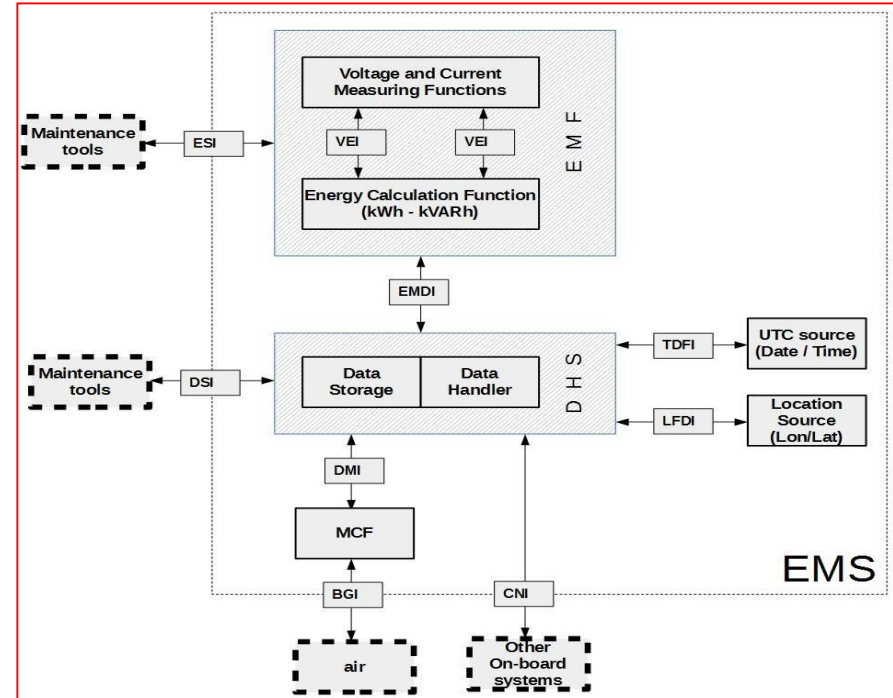 Voltage and Current
Measuring Functions
VEI
VEI
Energy Calculation Function
(kWh - kVARh)
EMF
Maintenance
tools
ESI
EMDI
Maintenance
tools
DSI
Data
Storage
Data
Handler
DHS
TDFI
UTC source
(Date / Time)
LFDI
Location
Source
(Lon/Lat)
DMI
MCF
EMS
BGI
CNI
air
Other
On-board
systems